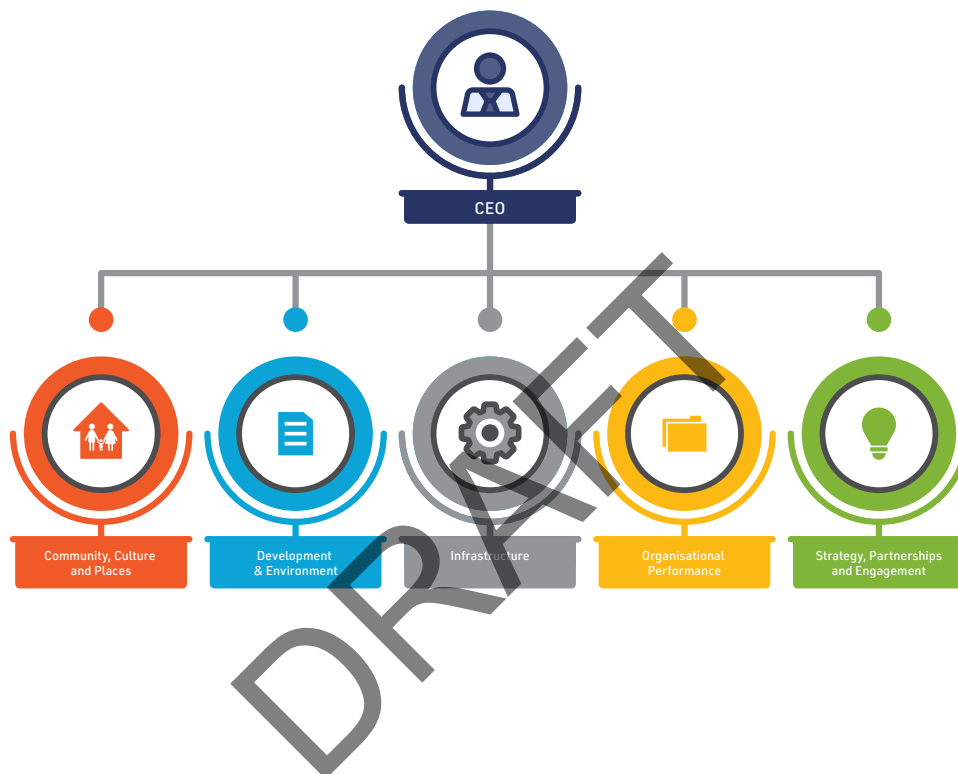 CEO
Community, Culture
and Places
Development
& Environment
Infrastructure
Organisational
Performance
Strategy, Partnerships
and Engagement
DRAFT